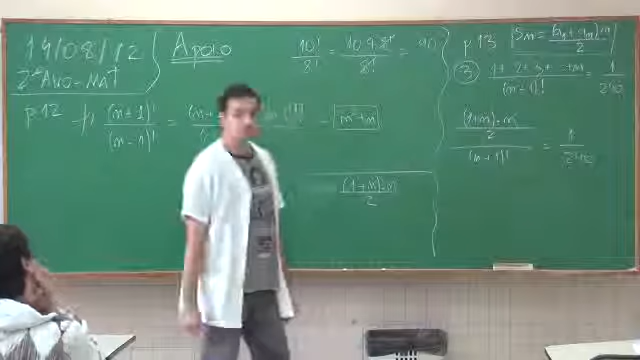 14/08/12
2º ANO - MAT
Apolo
10!/8! = 10.9.8!/8! = 90
p.12
(n+1)!/(n-1)! =
= n²+n
(1+n).n/2
p.13
Sn = (a1+an).n/2
3
1+2+3+...+n/(n+1)! = 1/240
(1+n).n/2/(n+1)! = 1/240